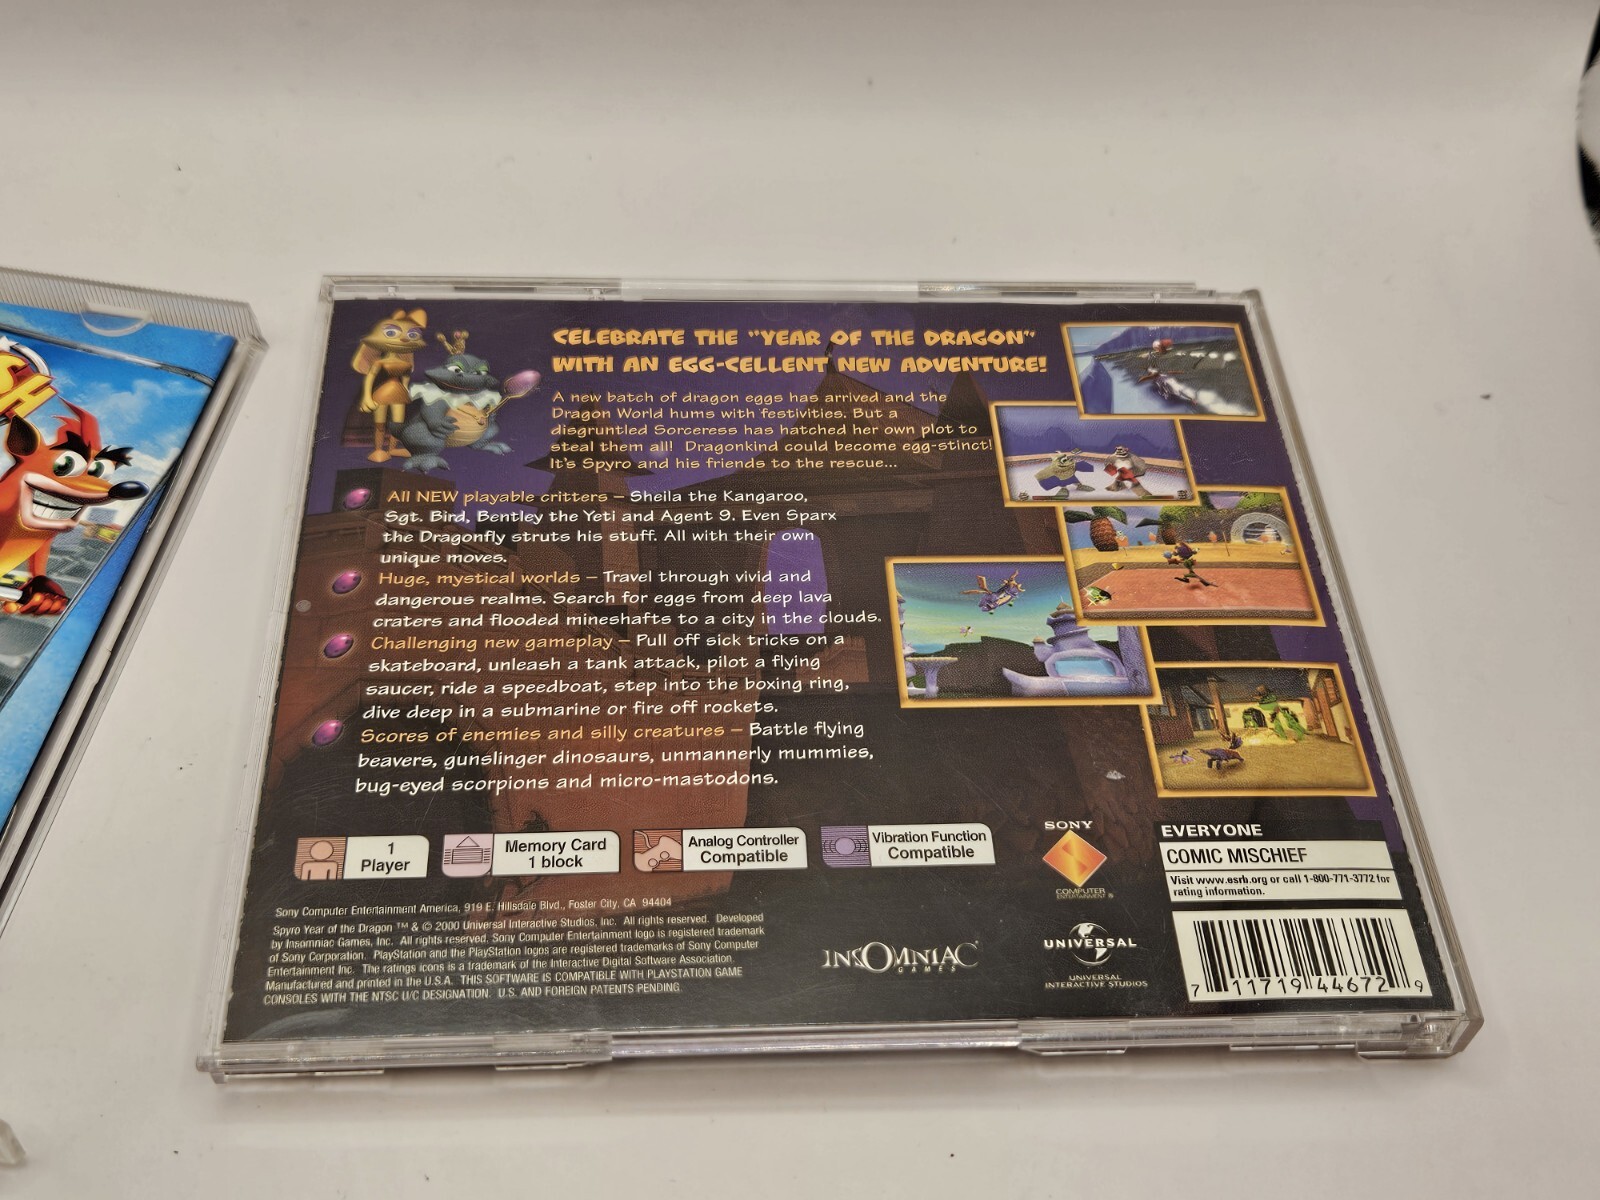 SH
CELEBRATE THE "YEAR OF THE DRAGON"
WITH AN EGG-CELLENT NEW ADVENTURE!
A new batch of dragon eggs has arrived and the
Dragon World hums with festivities. But a
disgruntled Sorceress has hatched her own plot to
steal them all! Dragonkind could become egg-stinct!
It's Spyro and his friends to the rescue...
All NEW playable critters – Sheila the Kangaroo,
Sgt. Bird, Bentley the Yeti and Agent 9. Even Sparx
the Dragonfly struts his stuff. All with their own
unique moves.
Huge, mystical worlds – Travel through vivid and
dangerous realms. Search for eggs from deep lava
craters and flooded mineshafts to a city in the clouds.
Challenging new gameplay – Pull off sick tricks on a
skateboard, unleash a tank attack, pilot a flying
saucer, ride a speedboat, step into the boxing ring,
dive deep in a submarine or fire off rockets.
Scores of enemies and silly creatures – Battle flying
beavers, gunslinger dinosaurs, unmannerly mummies,
bug-eyed scorpions and micro-mastodons.
1
Player
Memory Card
1 block
Analog Controller
Compatible
Vibration Function
Compatible
SONY
COMPUTER
ENTERTAINMENT ®
EVERYONE
COMIC MISCHIEF
Visit www.esrb.org or call 1-800-771-3772 for
rating information.
Sony Computer Entertainment America, 919 E. Hillsdale Blvd., Foster City, CA 94404
Spyro Year of the Dragon ™ & © 2000 Universal Interactive Studios, Inc. All rights reserved. Developed
by Insomniac Games, Inc. All rights reserved. Sony Computer Entertainment logo is registered trademark
of Sony Corporation. PlayStation and the PlayStation logos are registered trademarks of Sony Computer
Entertainment Inc. The ratings icons is a trademark of the Interactive Digital Software Association.
Manufactured and printed in the U.S.A. THIS SOFTWARE IS COMPATIBLE WITH PLAYSTATION GAME
CONSOLES WITH THE NTSC U/C DESIGNATION. U.S. AND FOREIGN PATENTS PENDING.
INSOMNIAC
GAMES
UNIVERSAL
UNIVERSAL
INTERACTIVE STUDIOS
7 11719 44672 9